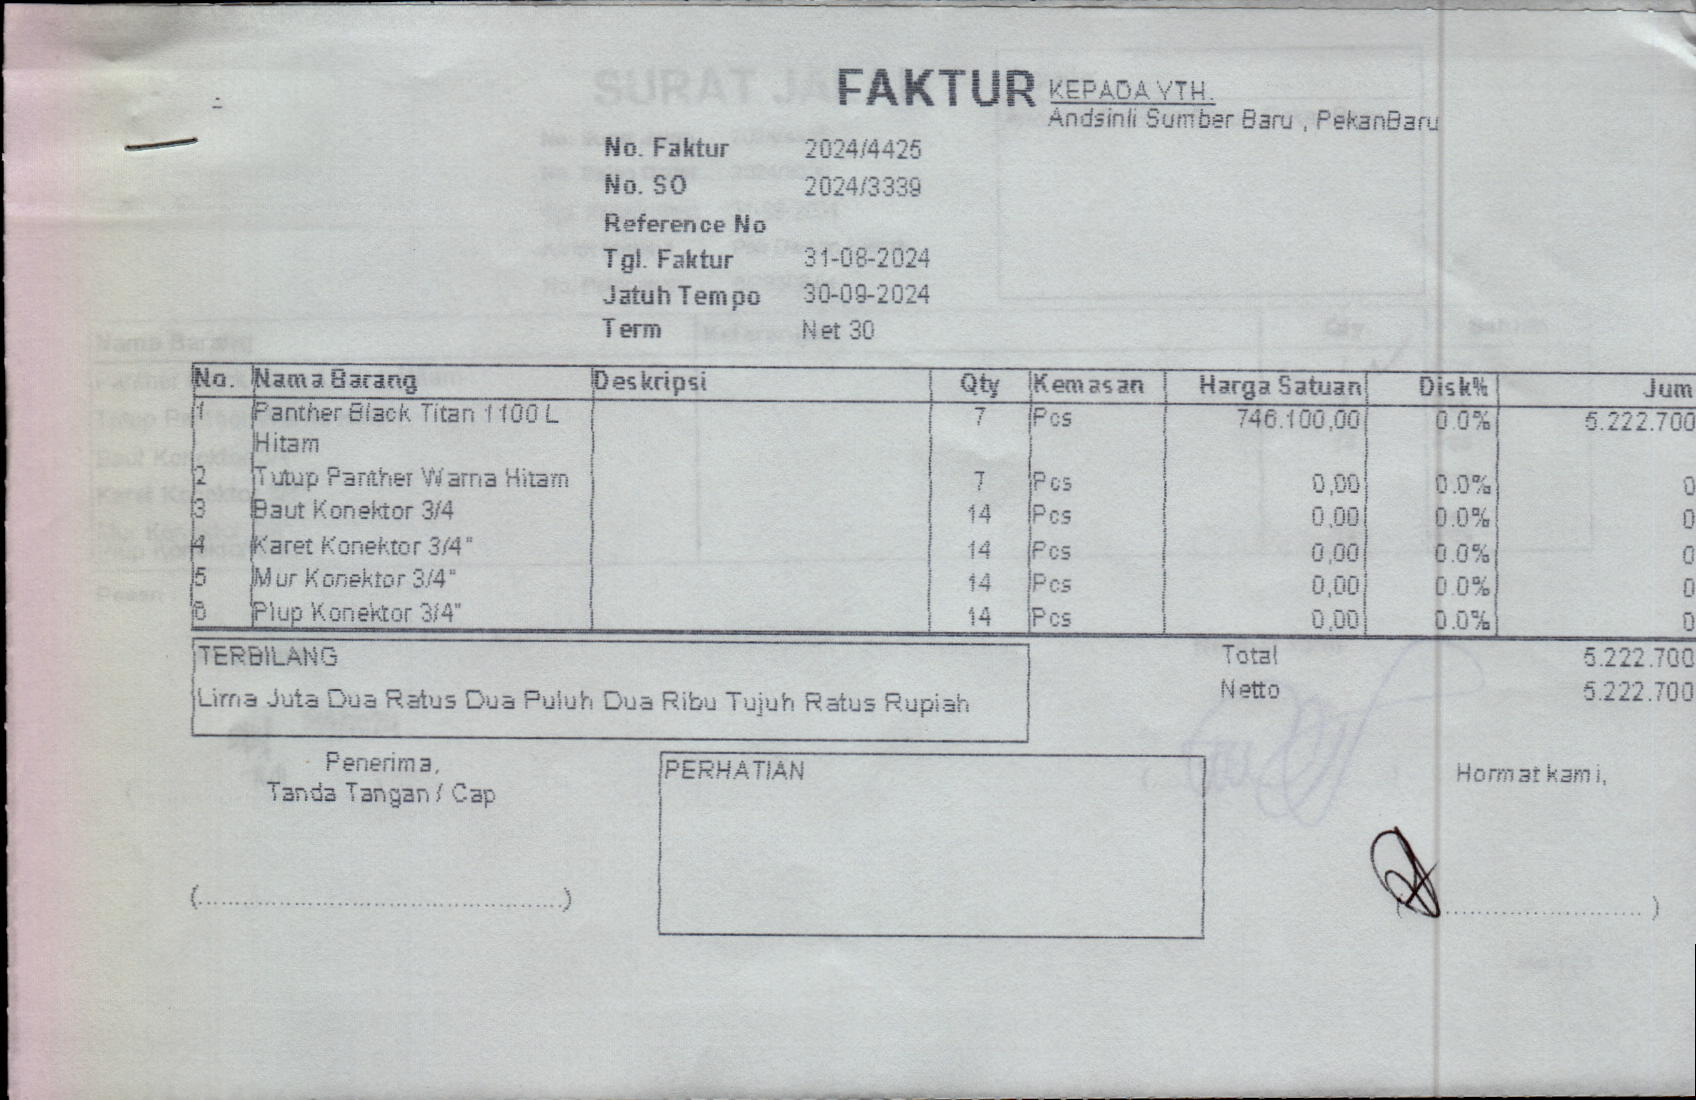 FAKTUR
KEPADA YTH.
Andsinli Sumber Baru , PekanBaru
No. Faktur 2024/4425
No. SO 2024/3339
Reference No
Tgl. Faktur 31-08-2024
Jatuh Tempo 30-09-2024
Term Net 30
No. Nama Barang Deskripsi Qty Kemasan Harga Satuan Disk% Jum
1 Panther Black Titan 1100 L 7 Pcs 746.100,00 0.0% 5.222.700
Hitam
2 Tutup Panther Warna Hitam 7 Pcs 0,00 0.0% 0
3 Baut Konektor 3/4 14 Pcs 0,00 0.0% 0
4 Karet Konektor 3/4" 14 Pcs 0,00 0.0% 0
5 Mur Konektor 3/4" 14 Pcs 0,00 0.0% 0
6 Plup Konektor 3/4" 14 Pcs 0,00 0.0% 0
TERBILANG
Lima Juta Dua Ratus Dua Puluh Dua Ribu Tujuh Ratus Rupiah
Total 5.222.700
Netto 5.222.700
Penerima,
Tanda Tangan / Cap
PERHATIAN
Hormat kami,